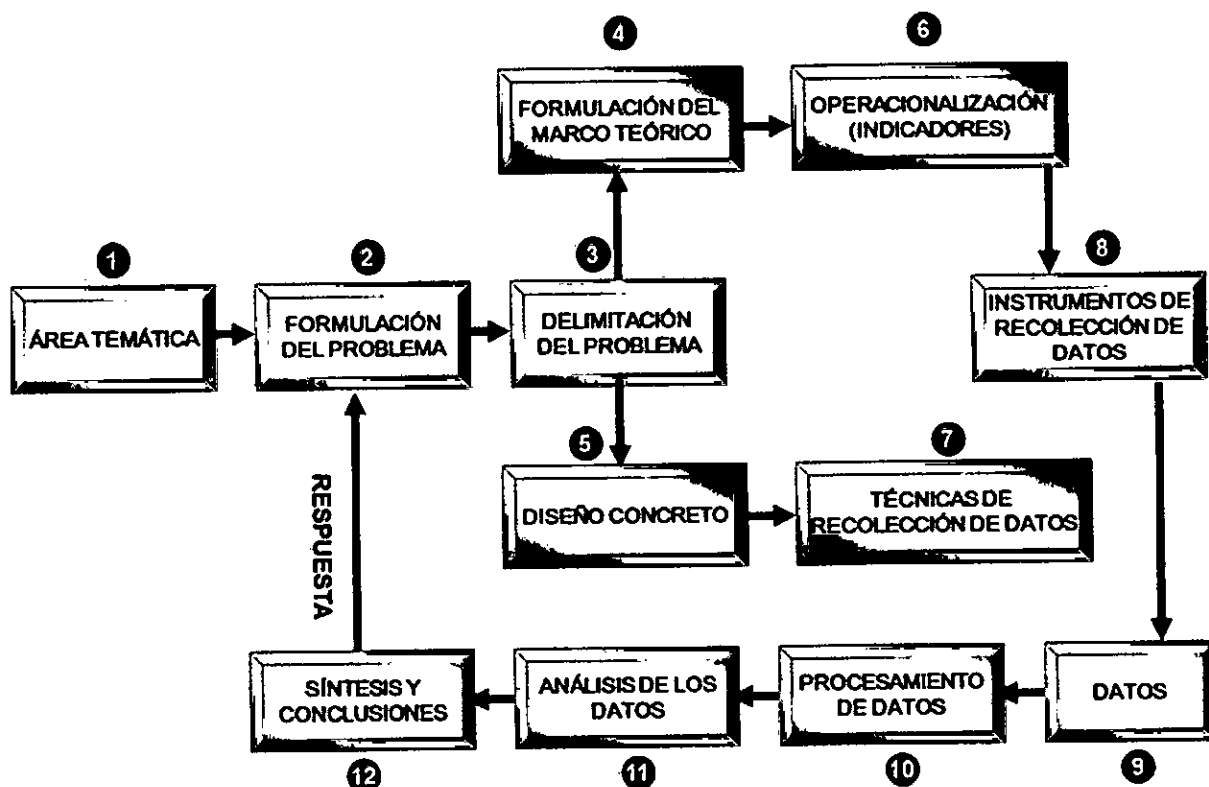 4
6
FORMULACIÓN DEL
MARCO TEÓRICO
OPERACIONALIZACIÓN
(INDICADORES)
1
2
3
8
ÁREA TEMÁTICA
FORMULACIÓN
DEL PROBLEMA
DELIMITACIÓN
DEL PROBLEMA
INSTRUMENTOS DE
RECOLECCIÓN DE
DATOS
5
7
DISEÑO CONCRETO
TÉCNICAS DE
RECOLECCIÓN DE DATOS
RESPUESTA
SÍNTESIS Y
CONCLUSIONES
ANÁLISIS DE LOS
DATOS
PROCESAMIENTO
DE DATOS
DATOS
12
11
10
9